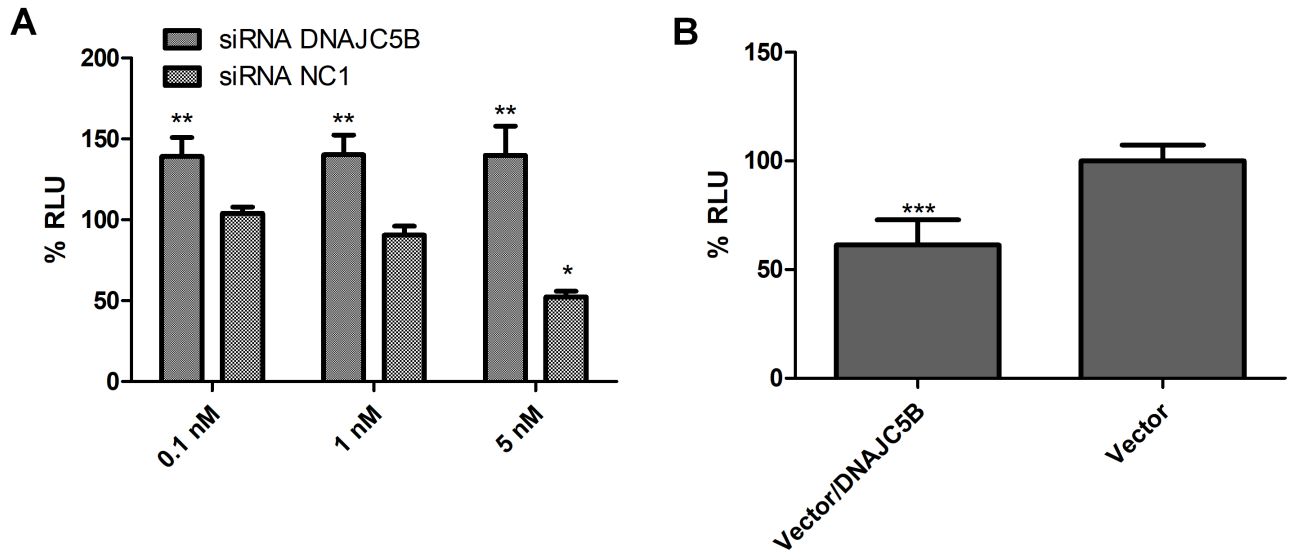 A
siRNA DNAJC5B
siRNA NC1
200
150
100
50
0
% RLU
**
**
**
*
0.1 nM
1 nM
5 nM
B
150
100
50
0
% RLU
***
Vector/DNAJC5B
Vector